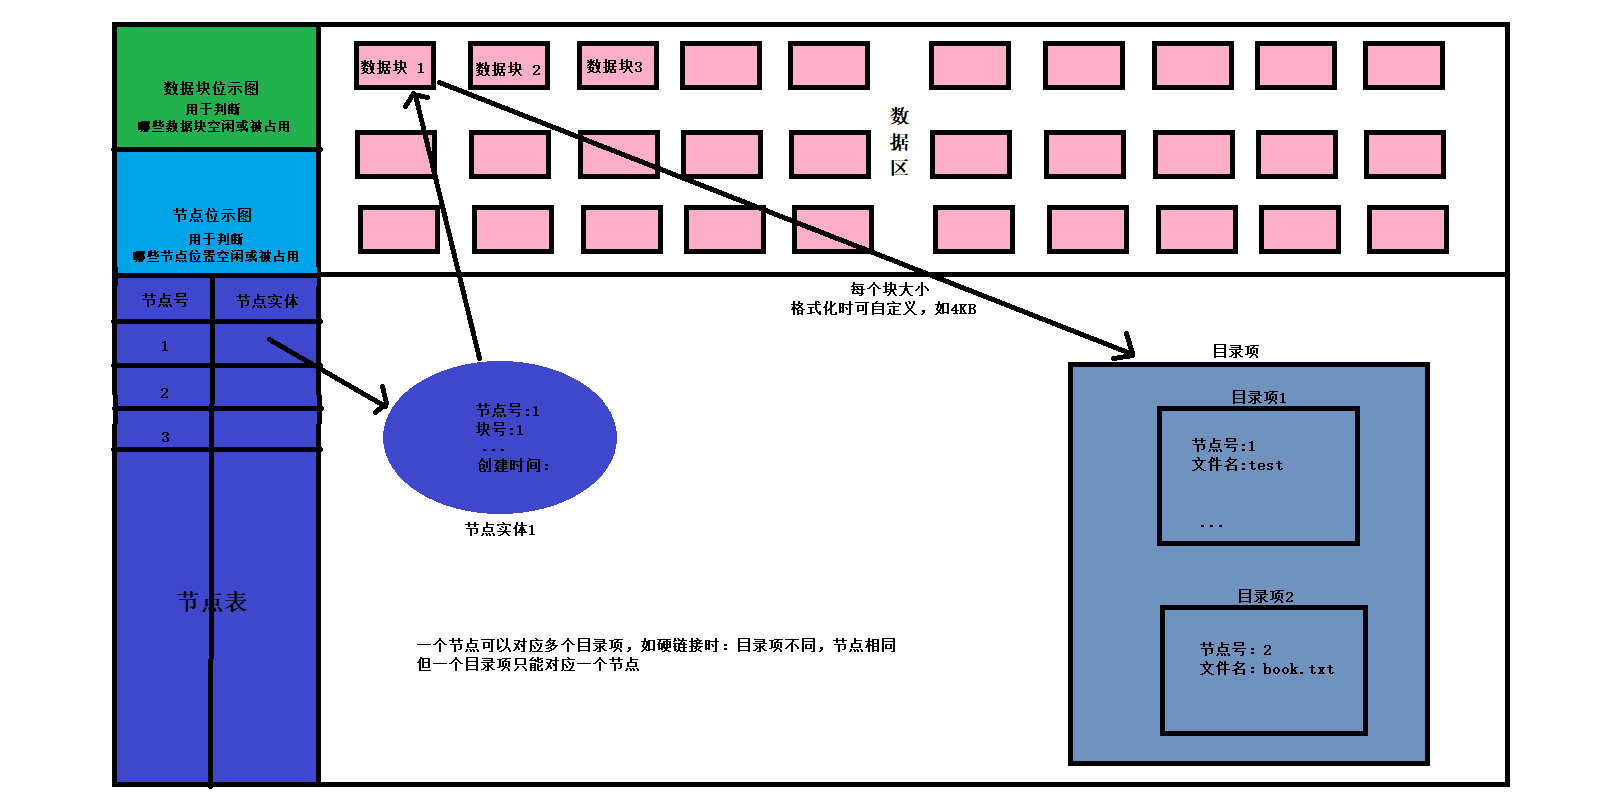 数据块位示图
用于判断
哪些数据块空闲或被占用
节点位示图
用于判断
哪些节点位置空闲或被占用
节点号 节点实体
1
2
3
节点表
数据块 1
数据块 2
数据块3
数
据
区
每个块大小
格式化时可自定义，如4KB
节点号:1
块号:1
...
创建时间:
节点实体1
一个节点可以对应多个目录项，如硬链接时：目录项不同，节点相同
但一个目录项只能对应一个节点
目录项
目录项1
节点号:1
文件名:test
...
目录项2
节点号：2
文件名：book.txt